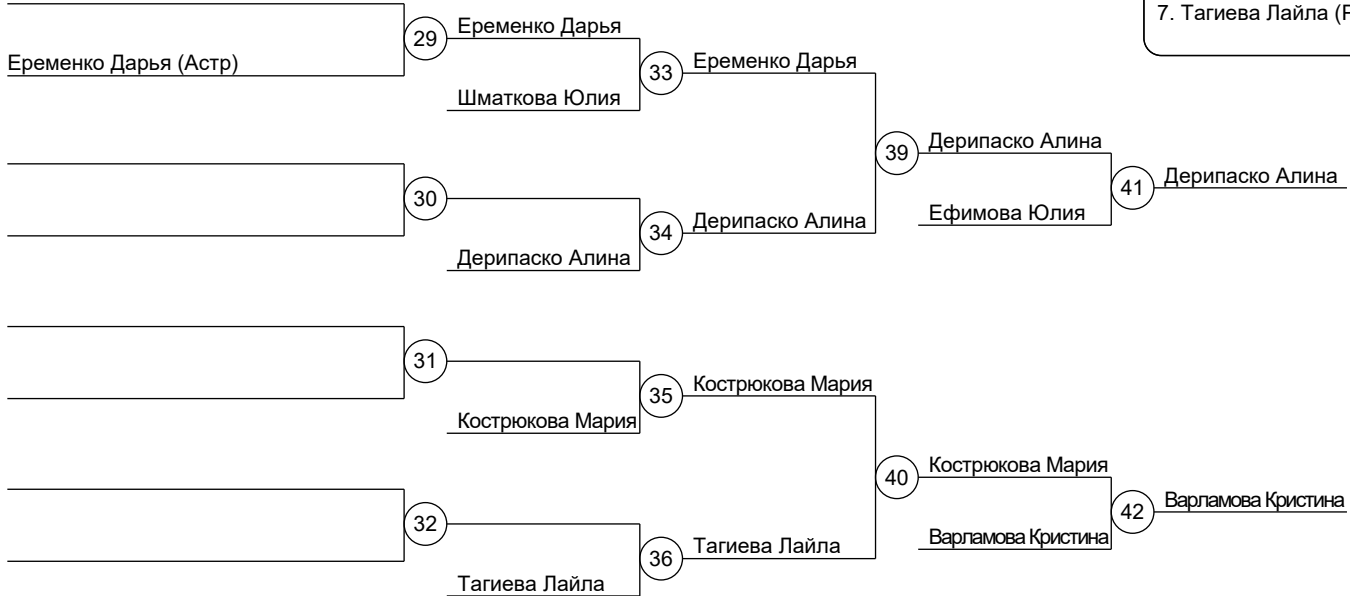 7. Тагиева Лайла (Р
29
Еременко Дарья
Еременко Дарья (Астр)
33
Еременко Дарья
Шматкова Юлия
39
Дерипаско Алина
41
Дерипаско Алина
30
Ефимова Юлия
34
Дерипаско Алина
Дерипаско Алина
31
35
Кострюкова Мария
Кострюкова Мария
40
Кострюкова Мария
42
Варламова Кристина
32
Варламова Кристина
36
Тагиева Лайла
Тагиева Лайла